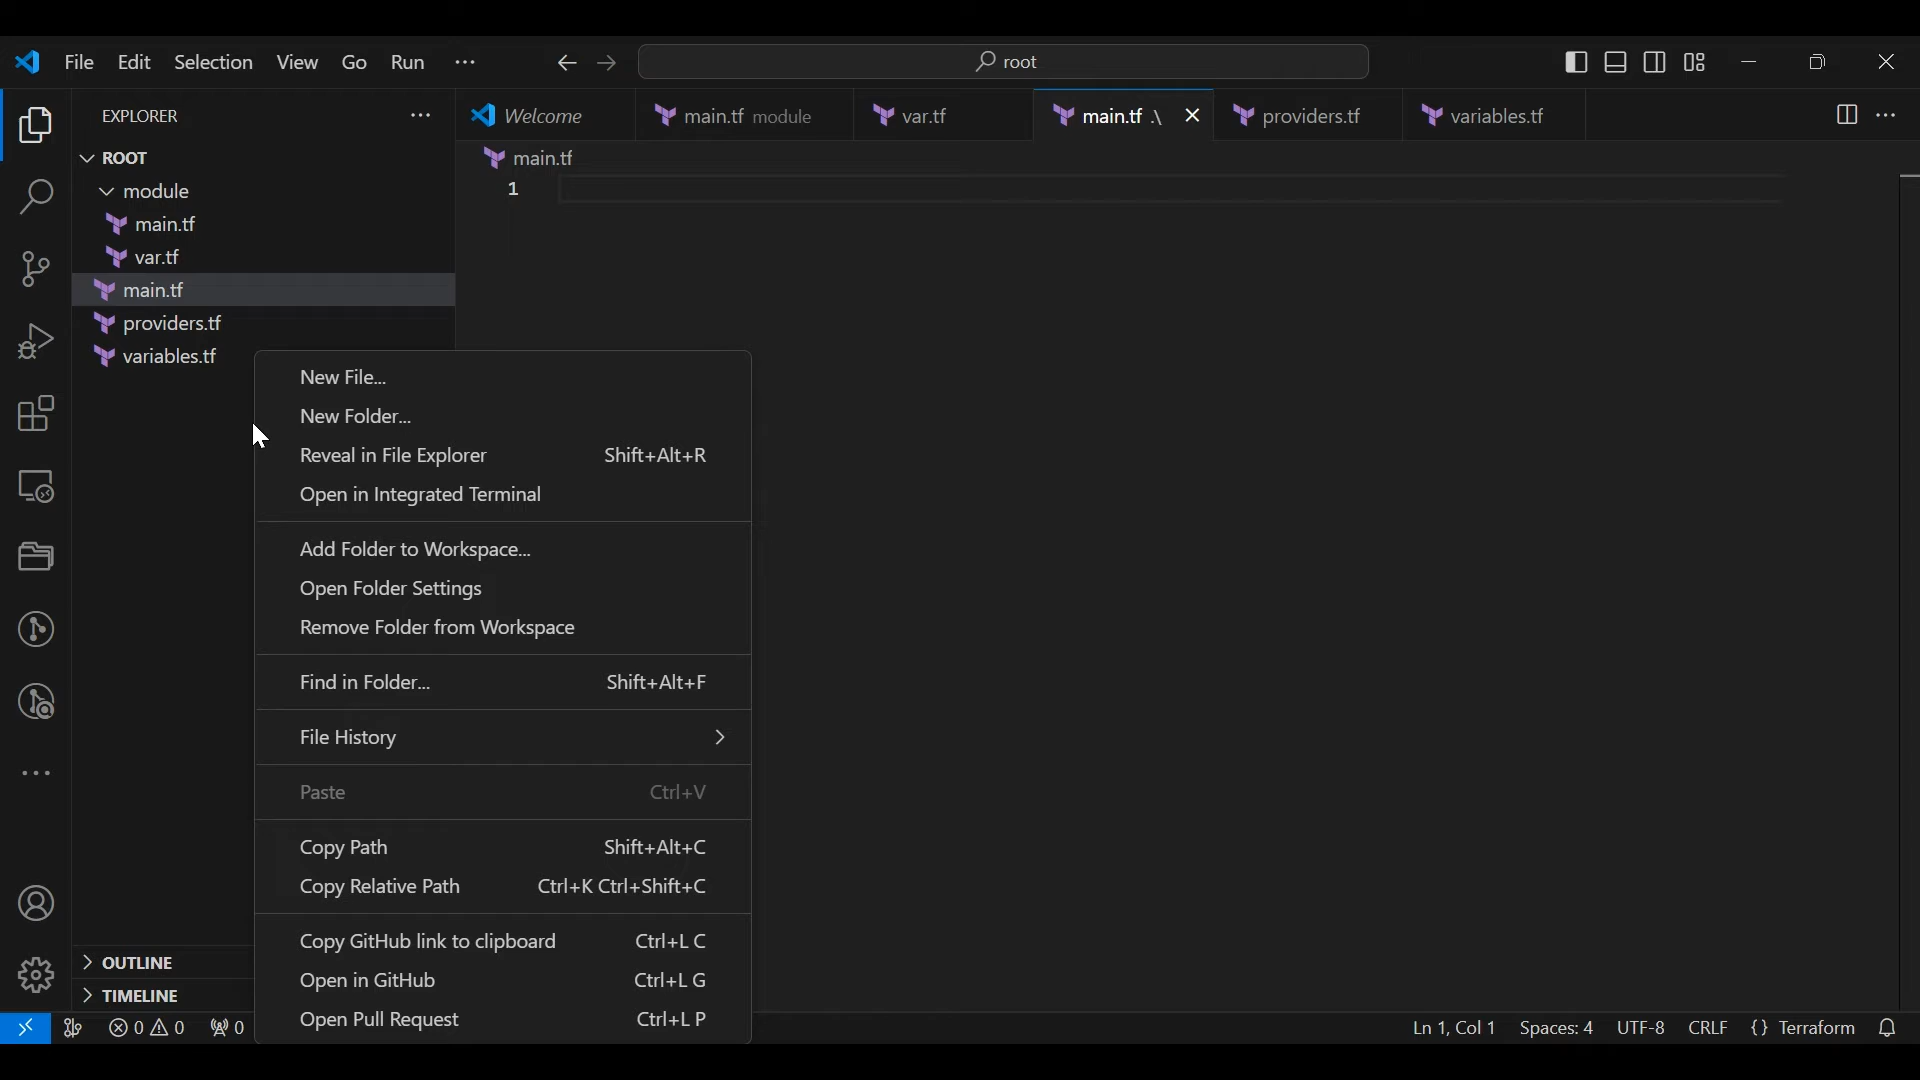 File Edit Selection View Go Run ··· root
EXPLORER ···
Welcome main.tf module var.tf main.tf .\ providers.tf variables.tf ···
ROOT
main.tf
module
1
main.tf
var.tf
main.tf
providers.tf
variables.tf
New File...
New Folder...
Reveal in File Explorer Shift+Alt+R
Open in Integrated Terminal
Add Folder to Workspace...
Open Folder Settings
Remove Folder from Workspace
Find in Folder... Shift+Alt+F
File History
Paste Ctrl+V
Copy Path Shift+Alt+C
Copy Relative Path Ctrl+K Ctrl+Shift+C
Copy GitHub link to clipboard Ctrl+L C
Open in GitHub Ctrl+L G
Open Pull Request Ctrl+L P
OUTLINE
TIMELINE
0 0 0 Ln 1, Col 1 Spaces: 4 UTF-8 CRLF {} Terraform